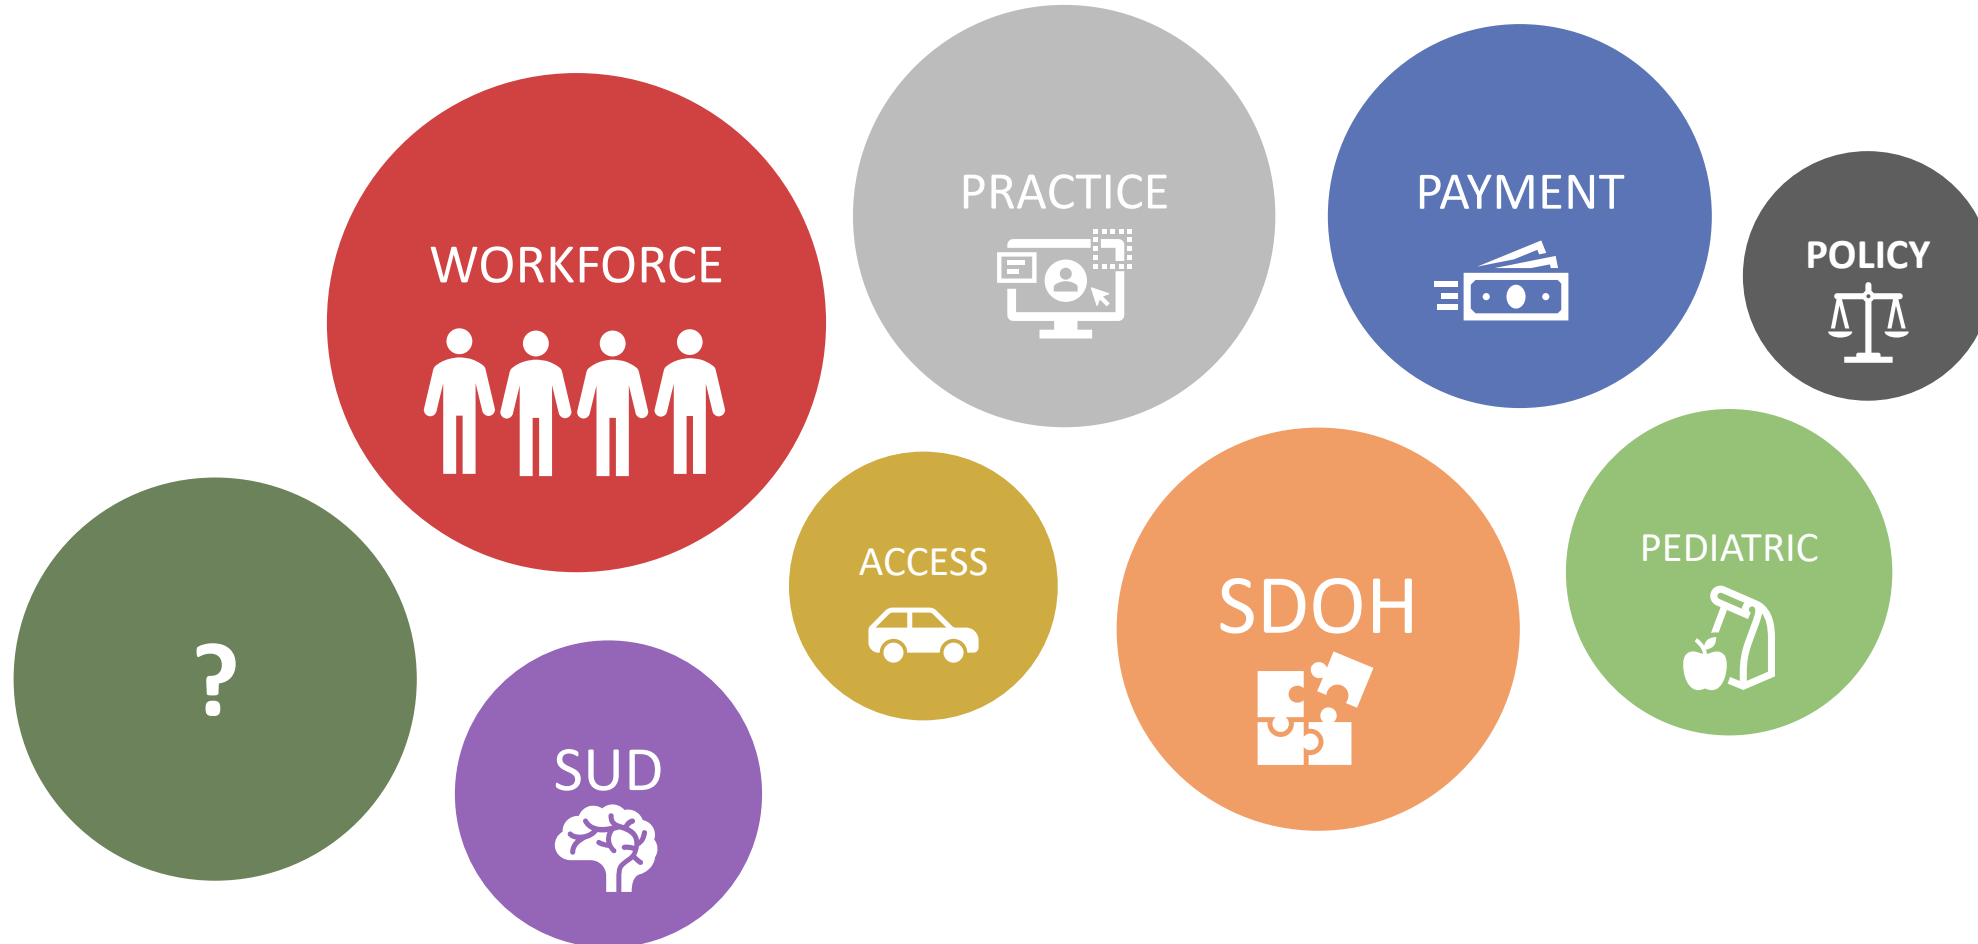 WORKFORCE
PRACTICE
PAYMENT
POLICY
?
SUD
ACCESS
SDOH
PEDIATRIC